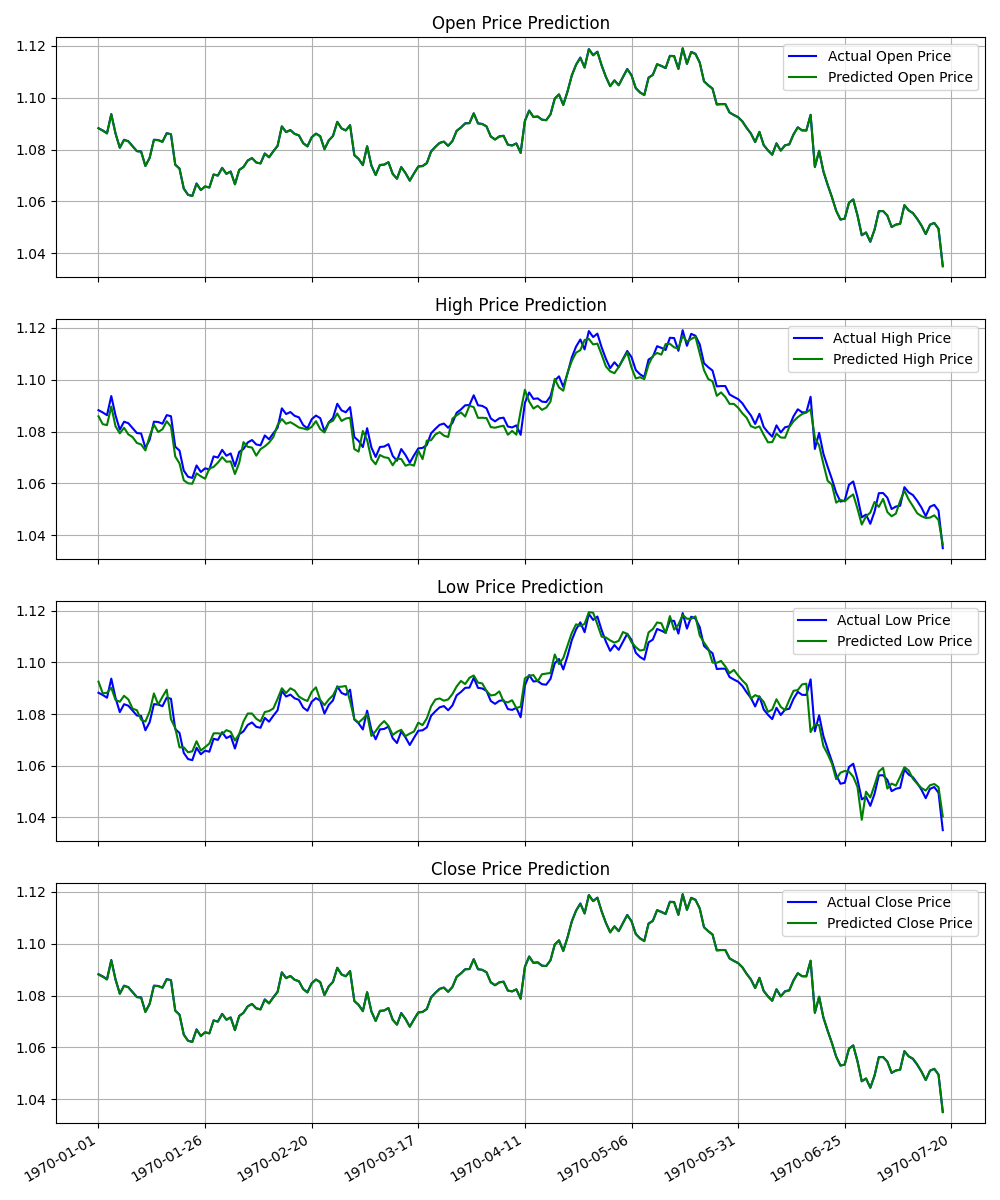 Open Price Prediction
1.12
1.10
1.08
1.06
1.04
Actual Open Price
Predicted Open Price
High Price Prediction
1.12
1.10
1.08
1.06
1.04
Actual High Price
Predicted High Price
Low Price Prediction
1.12
1.10
1.08
1.06
1.04
Actual Low Price
Predicted Low Price
Close Price Prediction
1.12
1.10
1.08
1.06
1.04
Actual Close Price
Predicted Close Price
1970-01-01
1970-01-26
1970-02-20
1970-03-17
1970-04-11
1970-05-06
1970-05-31
1970-06-25
1970-07-20